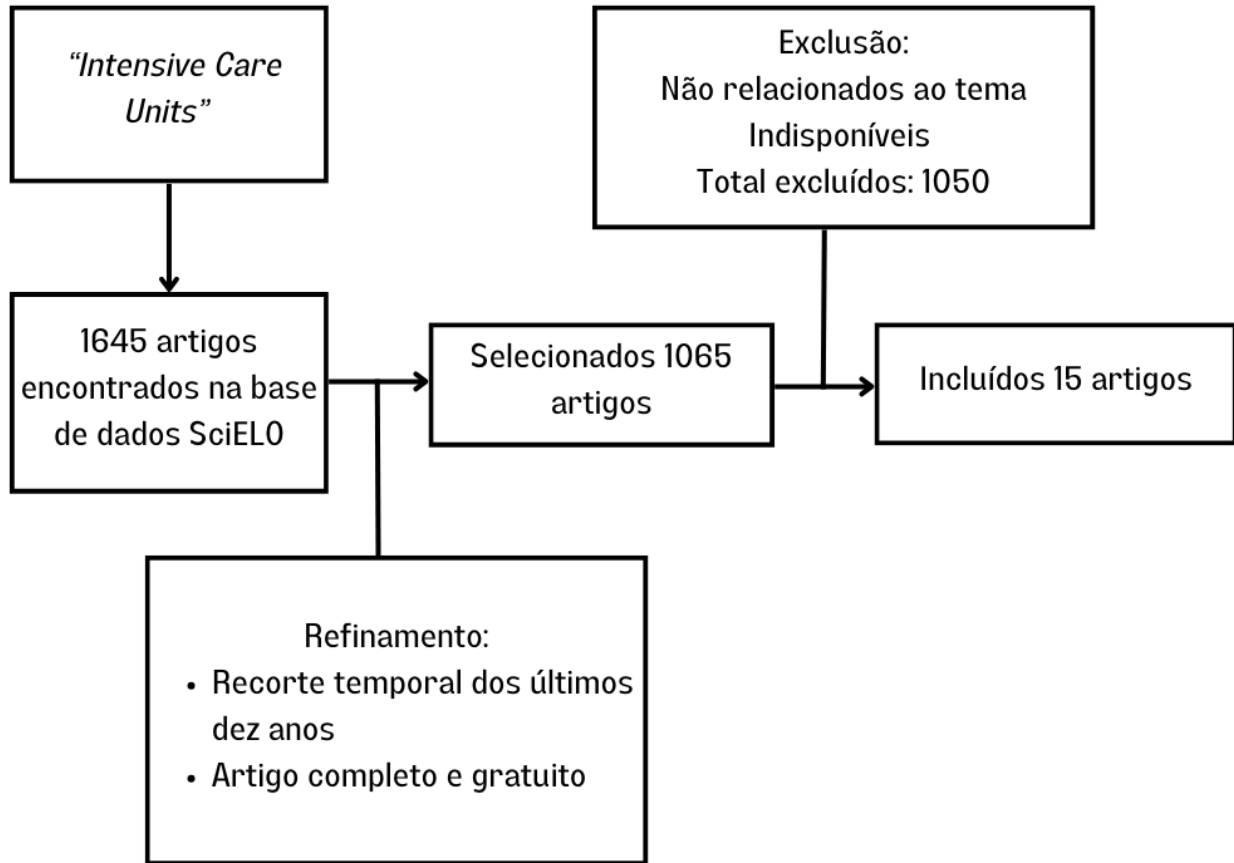 “Intensive Care
Units”
1645 artigos
encontrados na base
de dados SciELO
Refinamento:
• Recorte temporal dos últimos
dez anos
• Artigo completo e gratuito
Selecionados 1065
artigos
Exclusão:
Não relacionados ao tema
Indisponíveis
Total excluídos: 1050
Incluídos 15 artigos